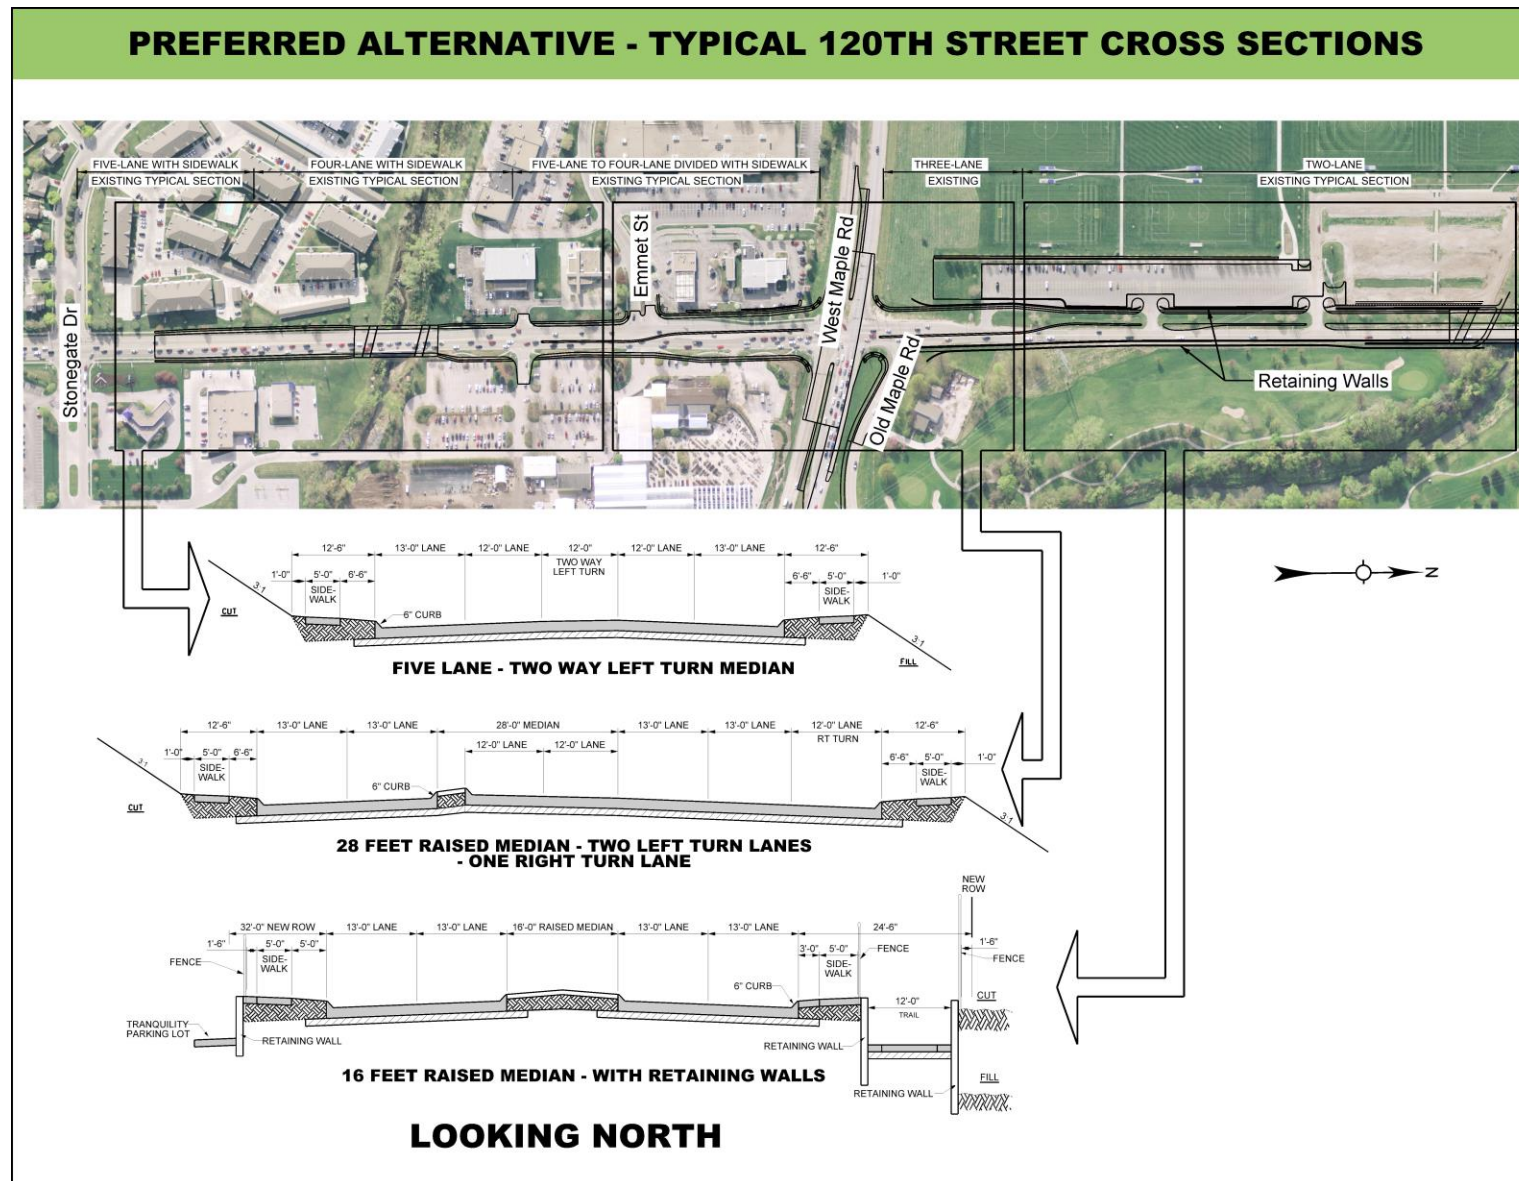 PREFERRED ALTERNATIVE - TYPICAL 120TH STREET CROSS SECTIONS
FIVE-LANE WITH SIDEWALK
EXISTING TYPICAL SECTION
FOUR-LANE WITH SIDEWALK
EXISTING TYPICAL SECTION
FIVE-LANE TO FOUR-LANE DIVIDED WITH SIDEWALK
EXISTING TYPICAL SECTION
THREE-LANE
EXISTING
TWO-LANE
EXISTING TYPICAL SECTION
Stonegate Dr
Emmet St
West Maple Rd
Old Maple Rd
Retaining Walls
N
12'-6" 13'-0" LANE 12'-0" LANE 12'-0" 12'-0" LANE 13'-0" LANE 12'-6"
TWO WAY
LEFT TURN
1'-0" 5'-0" 6'-6" 6'-6" 5'-0" 1'-0"
SIDE-
WALK
SIDE-
WALK
3:1
CUT
6" CURB
3:1
FILL
FIVE LANE - TWO WAY LEFT TURN MEDIAN
12'-6" 13'-0" LANE 13'-0" LANE 28'-0" MEDIAN 13'-0" LANE 13'-0" LANE 12'-0" LANE 12'-6"
RT TURN
12'-0" LANE 12'-0" LANE
1'-0" 5'-0" 6'-6" 6'-6" 5'-0" 1'-0"
SIDE-
WALK
SIDE-
WALK
3:1
CUT
6" CURB
3:1
28 FEET RAISED MEDIAN - TWO LEFT TURN LANES
- ONE RIGHT TURN LANE
NEW
ROW
32'-0" NEW ROW 13'-0" LANE 13'-0" LANE 16'-0" RAISED MEDIAN 13'-0" LANE 13'-0" LANE 24'-6"
1'-6" 5'-0" 5'-0" 3'-0" 5'-0" FENCE 1'-6"
SIDE-
WALK
SIDE-
WALK
FENCE
FENCE
6" CURB
CUT
12'-0"
TRAIL
TRANQUILITY
PARKING LOT
RETAINING WALL
RETAINING WALL
FILL
RETAINING WALL
16 FEET RAISED MEDIAN - WITH RETAINING WALLS
LOOKING NORTH